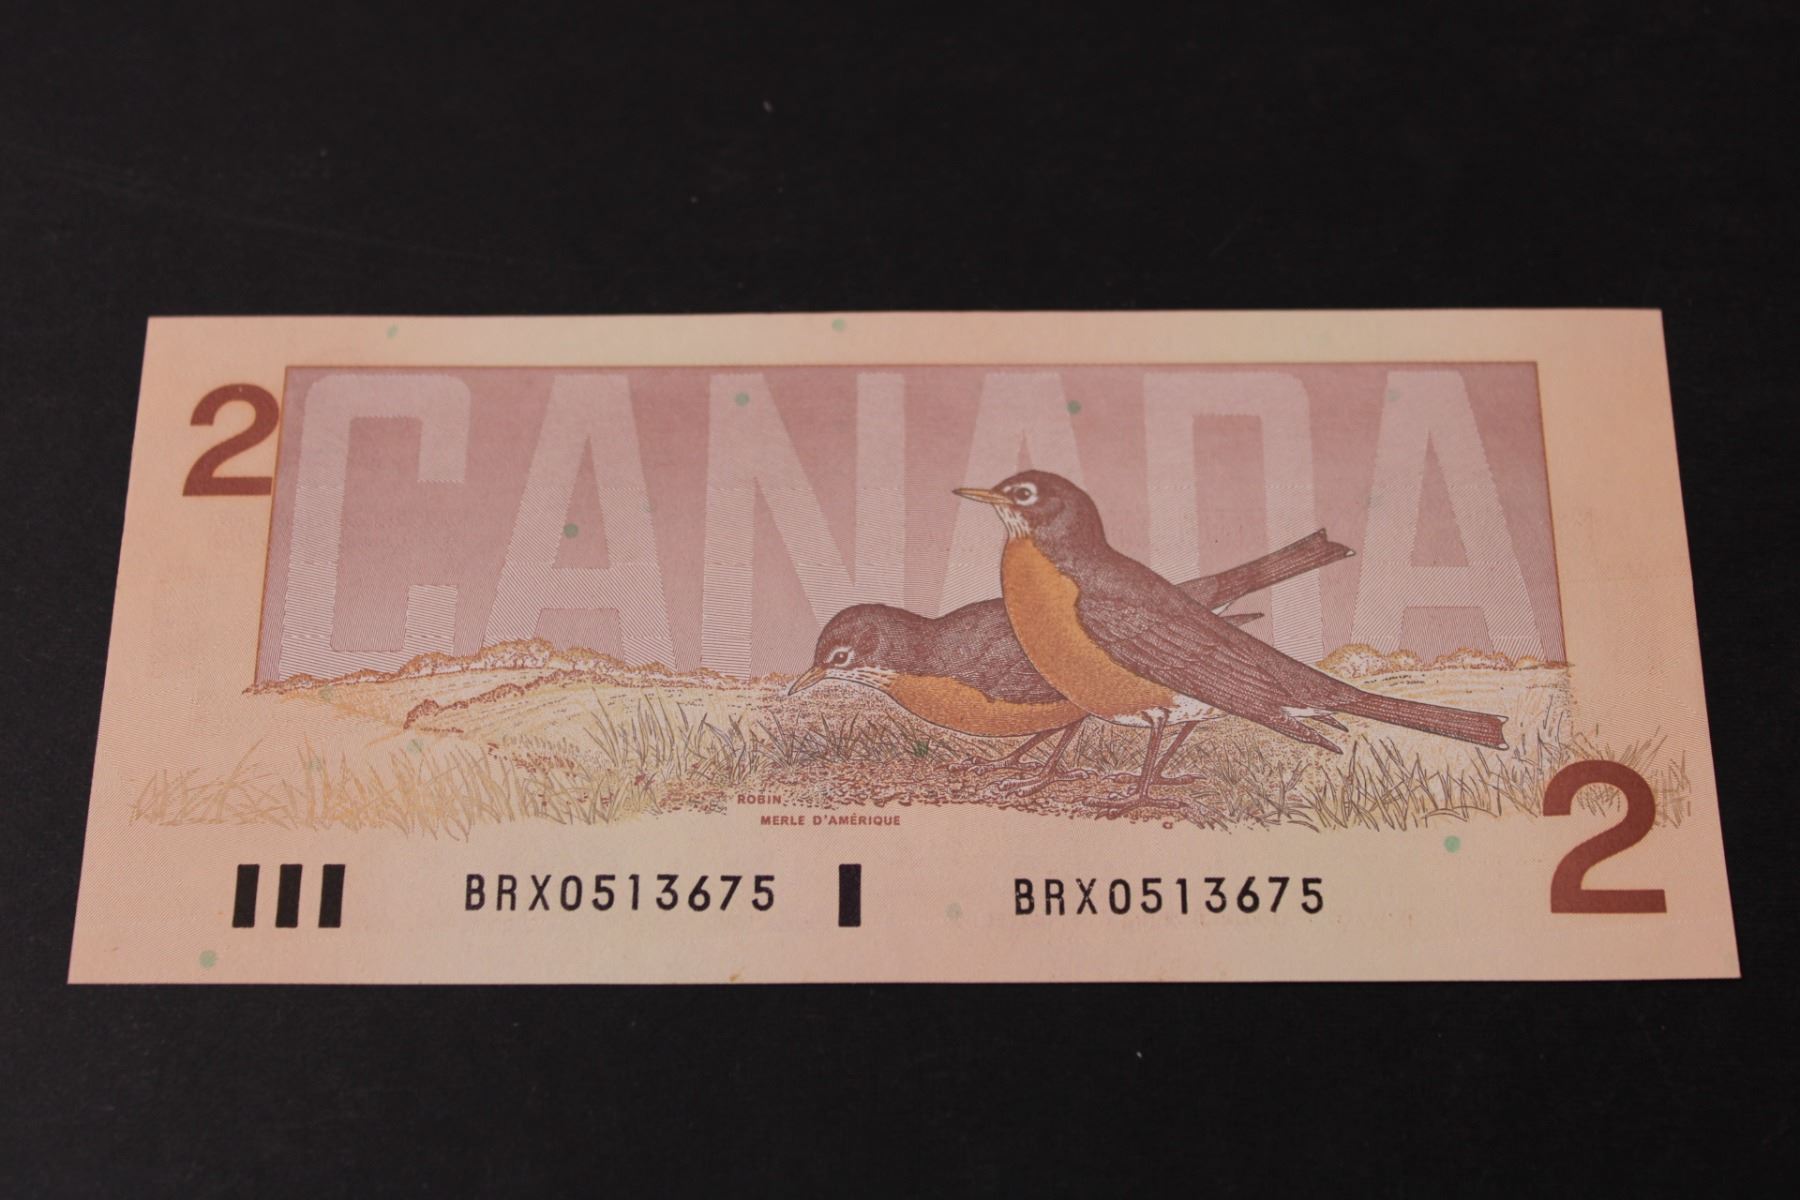 2
CANADA
ROBIN
MERLE D'AMÉRIQUE
2
BRX0513675 BRX0513675